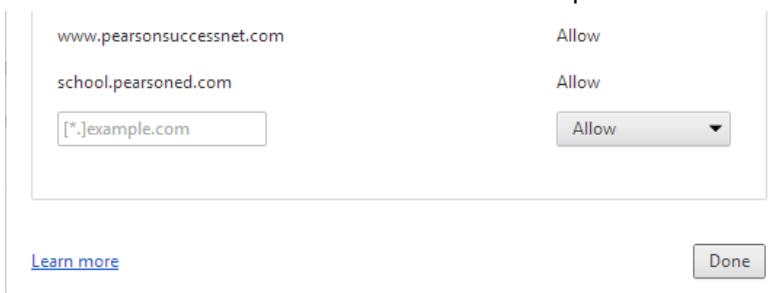 www.pearsonsuccessnet.com Allow
school.pearsoned.com Allow
[*.]example.com Allow
Learn more Done